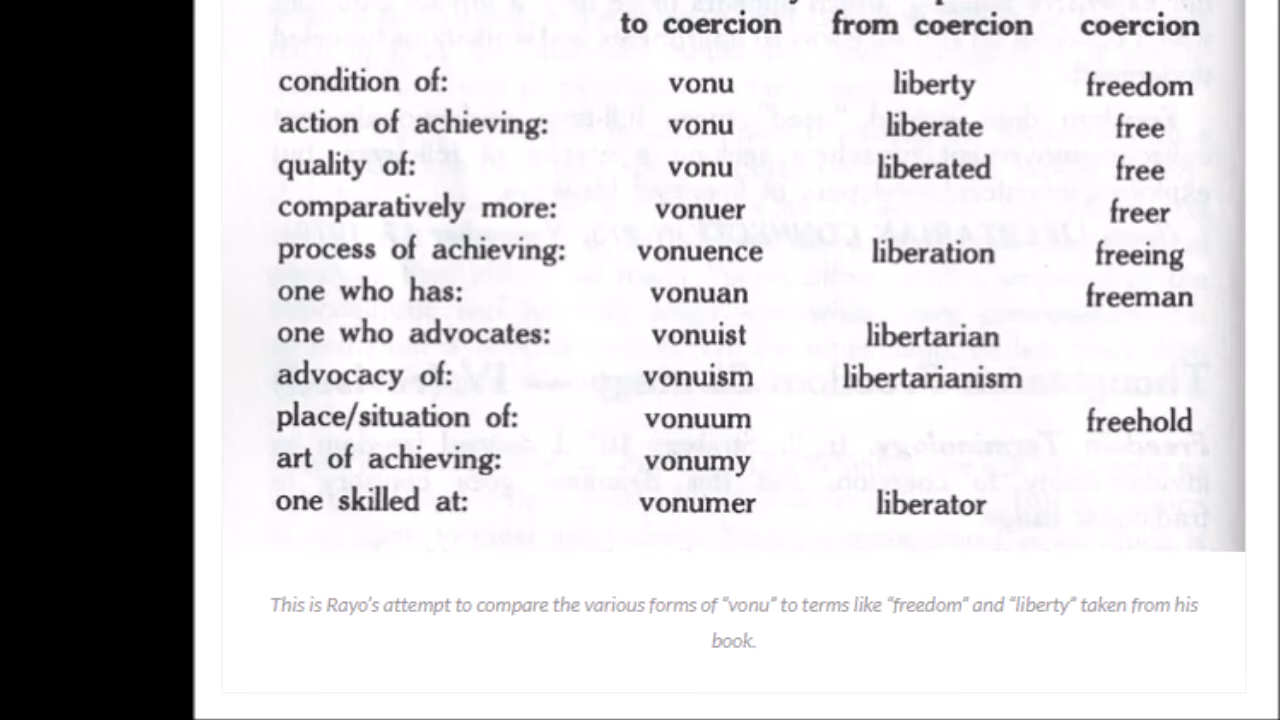 to coercion from coercion coercion
condition of: vonu liberty freedom
action of achieving: vonu liberate free
quality of: vonu liberated free
comparatively more: vonuer freer
process of achieving: vonuence liberation freeing
one who has: vonuan freeman
one who advocates: vonuist libertarian
advocacy of: vonuism libertarianism
place/situation of: vonuum freehold
art of achieving: vonumy
one skilled at: vonumer liberator
This is Rayo's attempt to compare the various forms of “vonu” to terms like “freedom” and “liberty” taken from his
book.